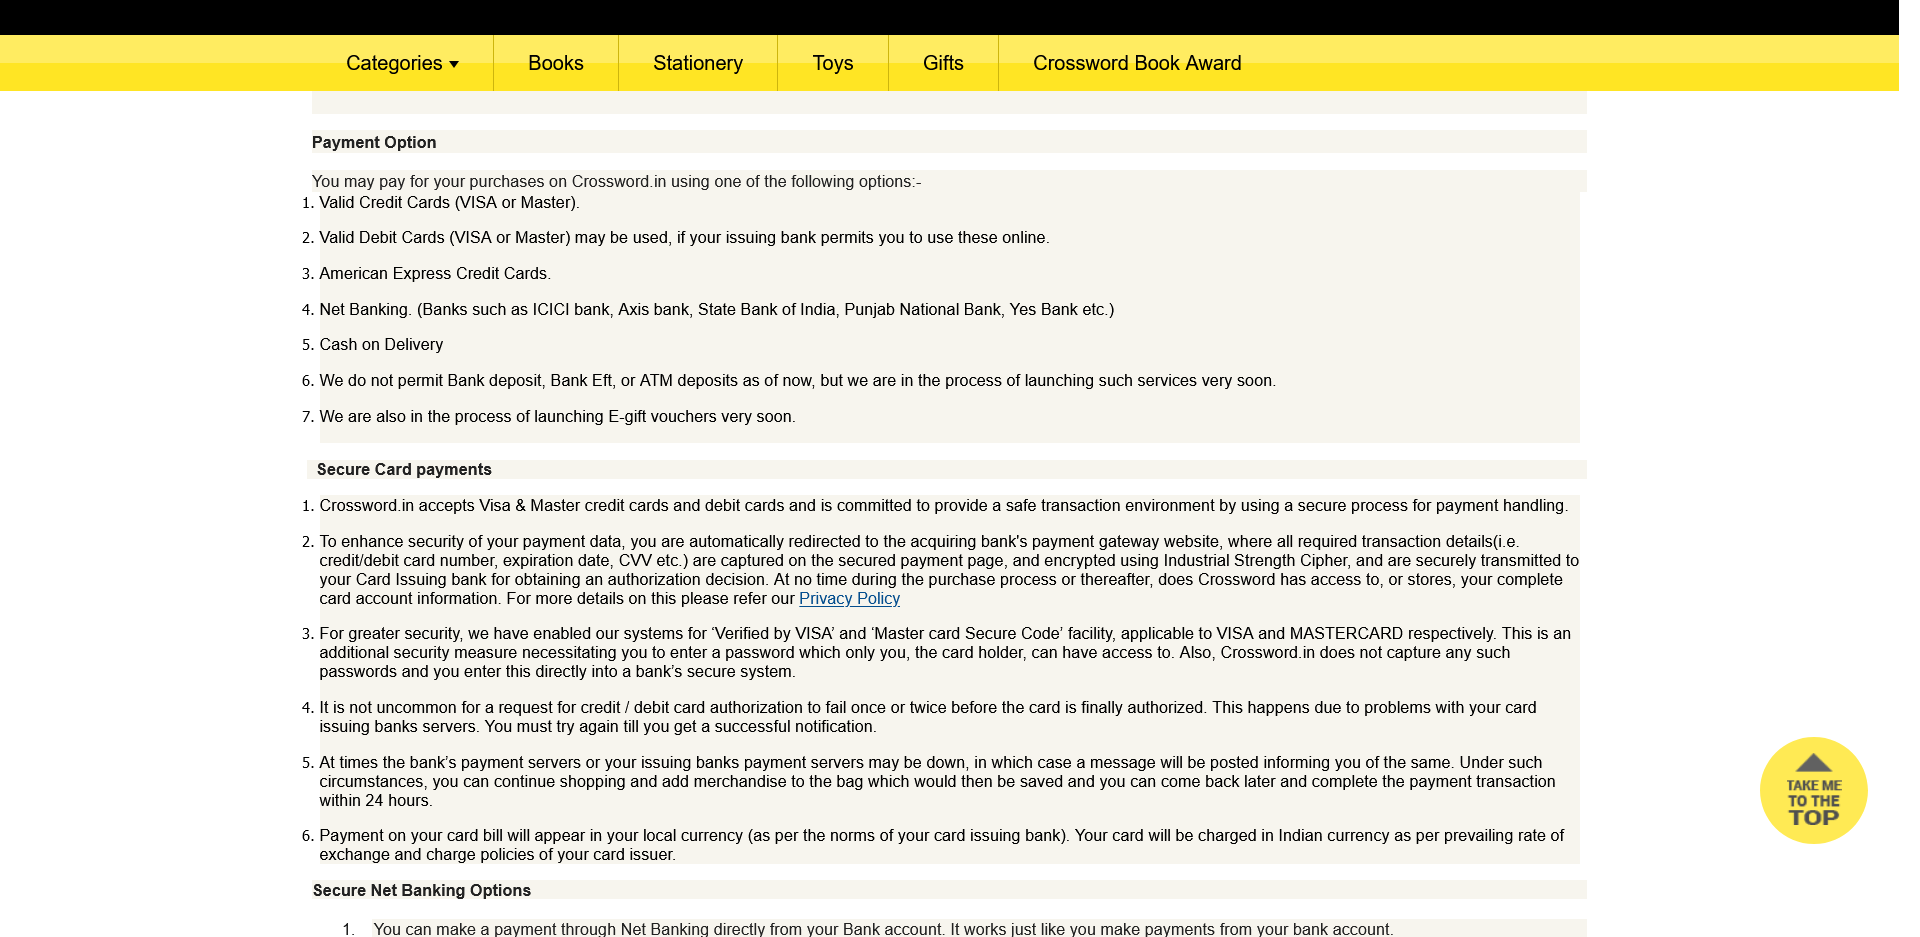 Categories ▾ Books Stationery Toys Gifts Crossword Book Award
Payment Option
You may pay for your purchases on Crossword.in using one of the following options:-
1. Valid Credit Cards (VISA or Master).
2. Valid Debit Cards (VISA or Master) may be used, if your issuing bank permits you to use these online.
3. American Express Credit Cards.
4. Net Banking. (Banks such as ICICI bank, Axis bank, State Bank of India, Punjab National Bank, Yes Bank etc.)
5. Cash on Delivery
6. We do not permit Bank deposit, Bank Eft, or ATM deposits as of now, but we are in the process of launching such services very soon.
7. We are also in the process of launching E-gift vouchers very soon.
Secure Card payments
1. Crossword.in accepts Visa & Master credit cards and debit cards and is committed to provide a safe transaction environment by using a secure process for payment handling.
2. To enhance security of your payment data, you are automatically redirected to the acquiring bank's payment gateway website, where all required transaction details(i.e.
credit/debit card number, expiration date, CVV etc.) are captured on the secured payment page, and encrypted using Industrial Strength Cipher, and are securely transmitted to
your Card Issuing bank for obtaining an authorization decision. At no time during the purchase process or thereafter, does Crossword has access to, or stores, your complete
card account information. For more details on this please refer our Privacy Policy
3. For greater security, we have enabled our systems for ‘Verified by VISA’ and ‘Master card Secure Code’ facility, applicable to VISA and MASTERCARD respectively. This is an
additional security measure necessitating you to enter a password which only you, the card holder, can have access to. Also, Crossword.in does not capture any such
passwords and you enter this directly into a bank’s secure system.
4. It is not uncommon for a request for credit / debit card authorization to fail once or twice before the card is finally authorized. This happens due to problems with your card
issuing banks servers. You must try again till you get a successful notification.
5. At times the bank’s payment servers or your issuing banks payment servers may be down, in which case a message will be posted informing you of the same. Under such
circumstances, you can continue shopping and add merchandise to the bag which would then be saved and you can come back later and complete the payment transaction
within 24 hours.
6. Payment on your card bill will appear in your local currency (as per the norms of your card issuing bank). Your card will be charged in Indian currency as per prevailing rate of
exchange and charge policies of your card issuer.
Secure Net Banking Options
1. You can make a payment through Net Banking directly from your Bank account. It works just like you make payments from your bank account.
TAKE ME
TO THE
TOP